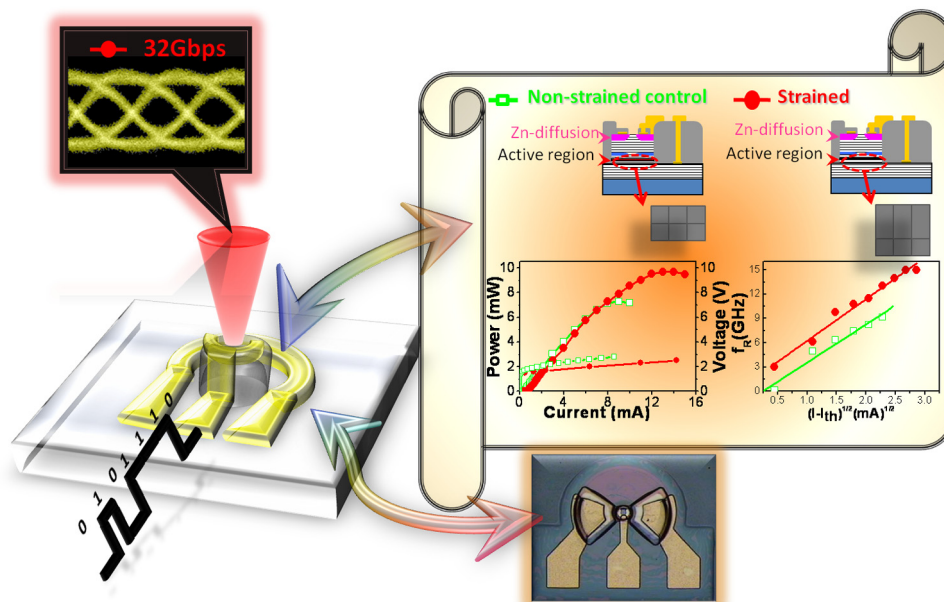 32Gbps
Non-strained control
Strained
Zn-diffusion
Active region
Zn-diffusion
Active region
Power (mW)
10
8
6
4
2
0
0
4
8
12
16
Current (mA)
10
8
6
4
2
0
Voltage (V)
fR(GHz)
15
12
9
6
3
0
0.5
1.0
1.5
2.0
2.5
3.0
(I-Ith)1/2(mA)1/2
0 1 0 1 1 1 0